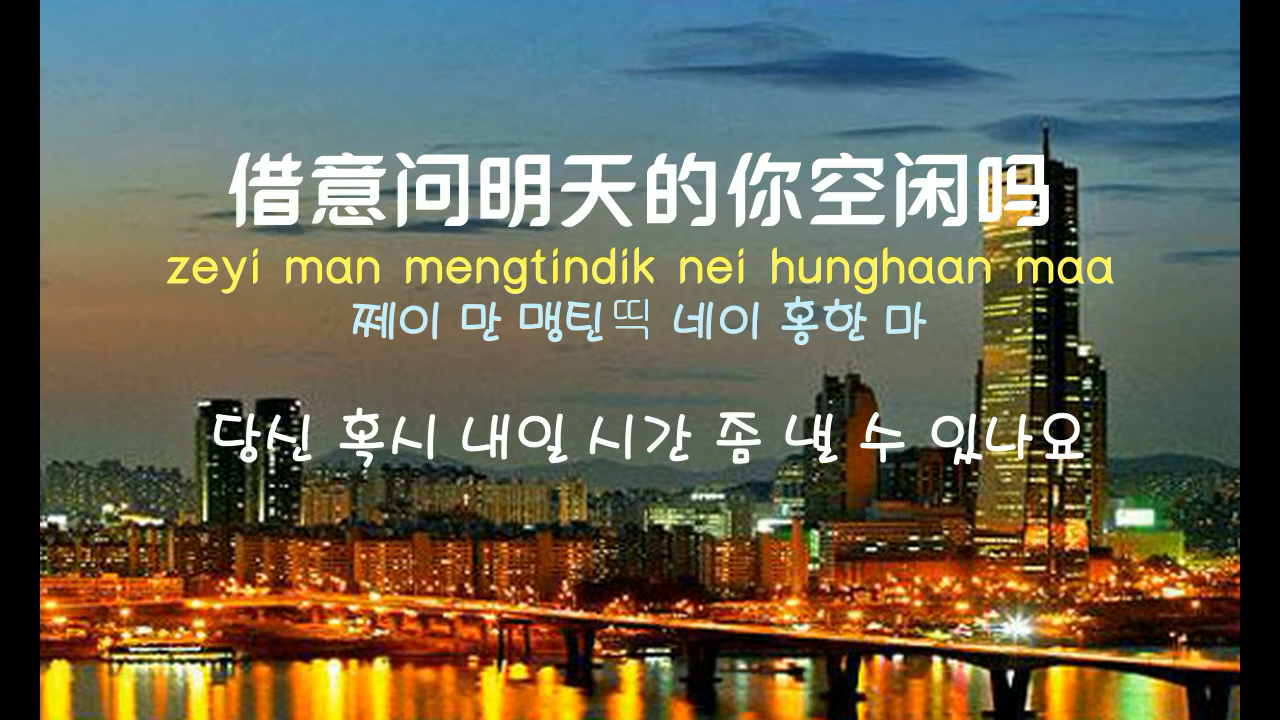 借意问明天的你空闲吗
zeyi man mengtindik nei hunghaan maa
쩨이 만 맹틴띡 네이 홍한 마
당신 혹시 내일 시간 좀 낼 수 있나요